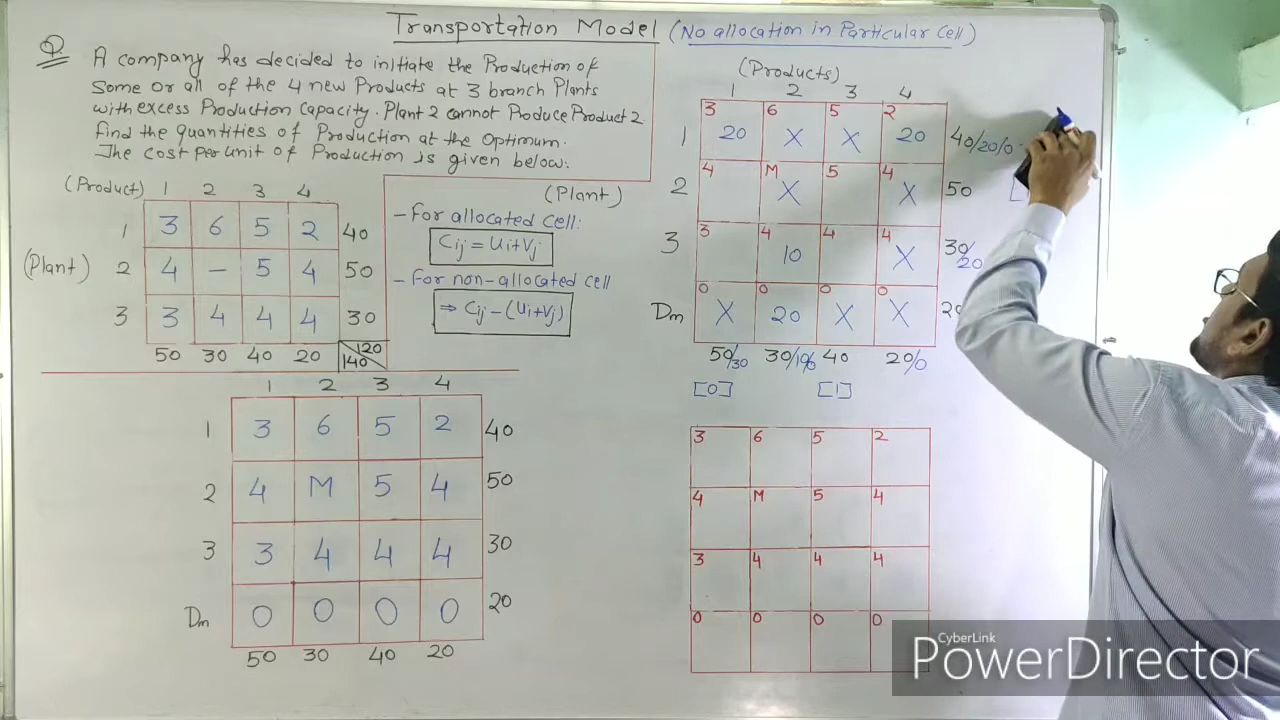 Transportation Model (No allocation in Particular Cell)
Q. A company has decided to initiate the Production of
Some or all of the 4 new Products at 3 branch Plants
with excess Production Capacity. Plant 2 cannot Produce Product 2
find the quantities of Production at the Optimum.
The cost per unit of Production is given below:
(Product) 1 2 3 4
1 3 6 5 2 40
(Plant) 2 4 – 5 4 50
3 3 4 4 4 30
50 30 40 20 120
140
(Plant)
- For allocated cell:
Cij = Ui+Vj
- For non-allocated cell
⇒ Cij – (Ui+Vj)
1 2 3 4
1 3 6 5 2 40
2 4 M 5 4 50
3 3 4 4 4 30
Dm 0 0 0 0 20
50 30 40 20
(Products)
1 2 3 4
3 6 5 2
1 20 X X 20 40/20/0
4 M 5 4
2 X X 50
3 4 4 4
3 10 X 30/20
0 0 0 0
Dm X 20 X X
50/30 30/10/0 40 20/0
[0] [1]
3 6 5 2
4 M 5 4
3 4 4 4
0 0 0 0
CyberLink
PowerDirector